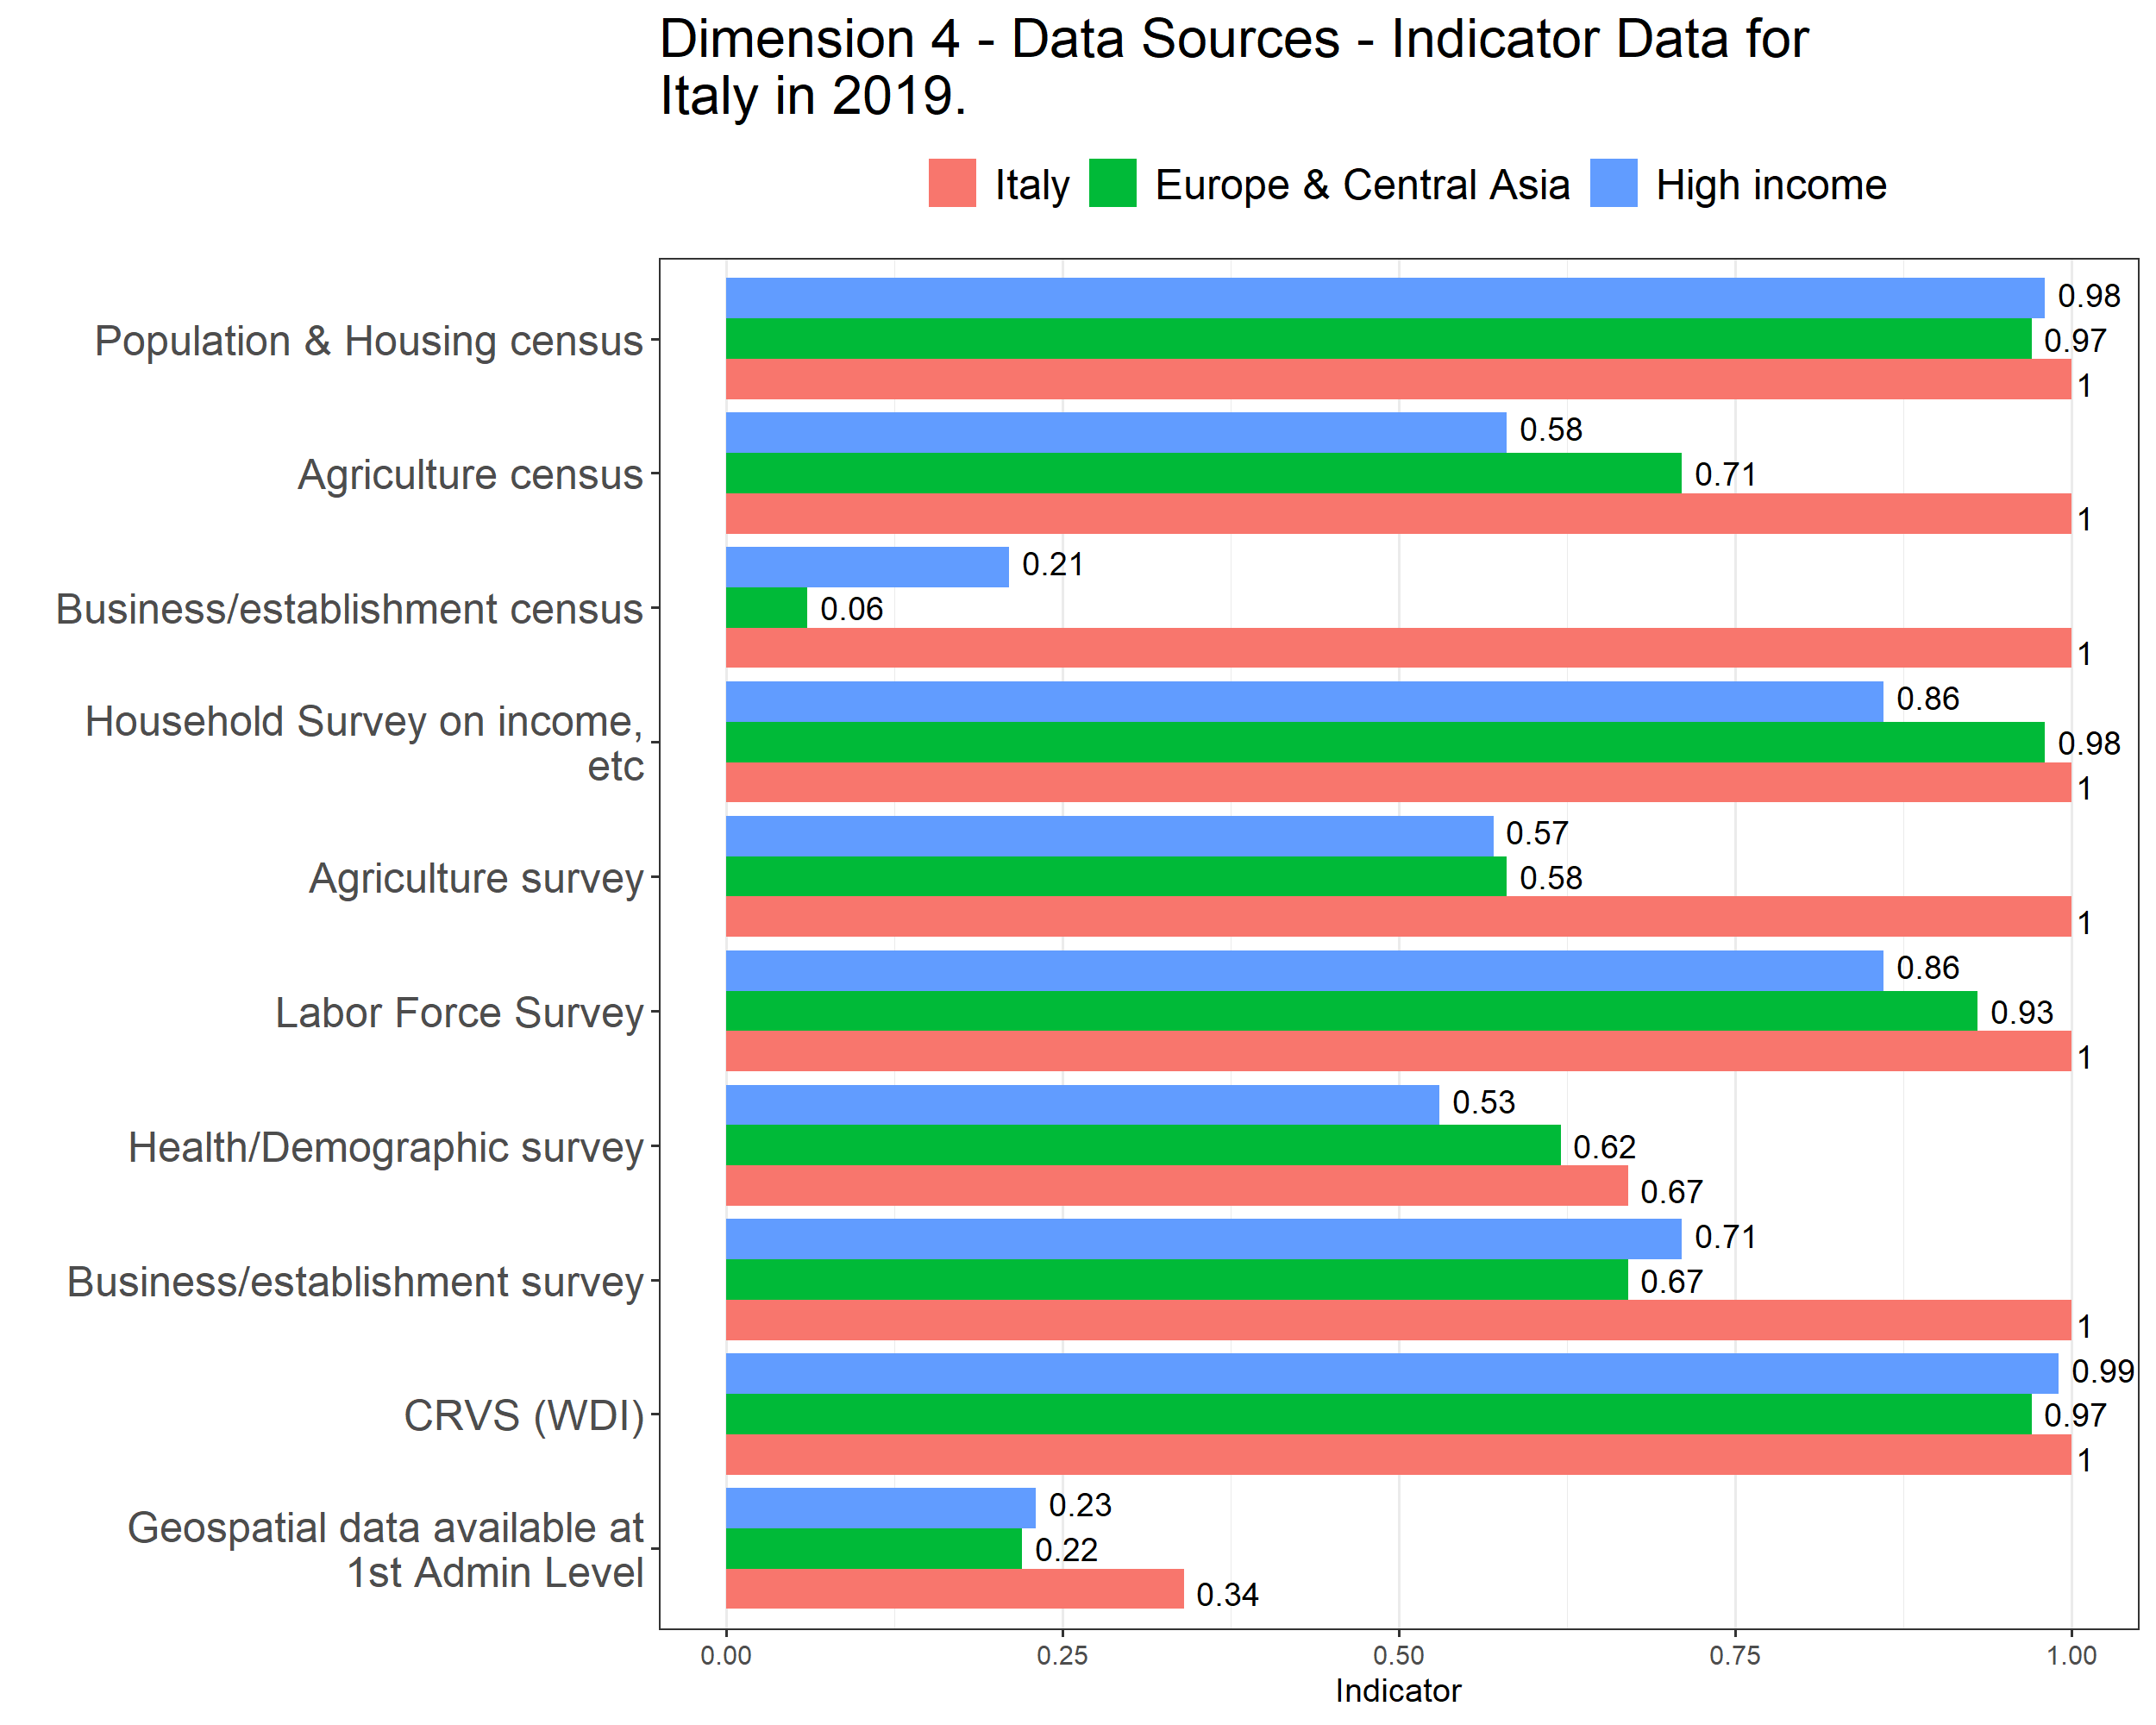 Dimension 4 - Data Sources - Indicator Data for
Italy in 2019.
Italy
Europe & Central Asia
High income
Population & Housing census
0.98
0.97
1
Agriculture census
0.58
0.71
1
Business/establishment census
0.21
0.06
1
Household Survey on income,
etc
0.86
0.98
1
Agriculture survey
0.57
0.58
1
Labor Force Survey
0.86
0.93
1
Health/Demographic survey
0.53
0.62
0.67
Business/establishment survey
0.71
0.67
1
CRVS (WDI)
0.99
0.97
1
Geospatial data available at
1st Admin Level
0.23
0.22
0.34
0.00
0.25
0.50
0.75
1.00
Indicator